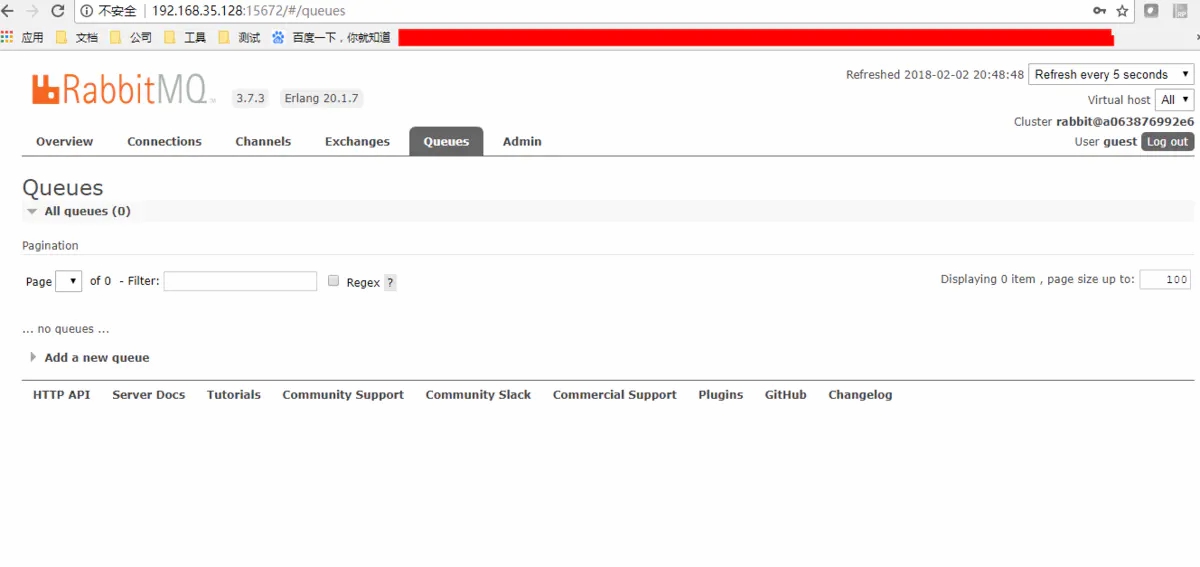 不安全 192.168.35.128:15672/#/queues
应用 文档 公司 工具 测试 百度一下，你就知道
RabbitMQ 3.7.3 Erlang 20.1.7
Refreshed 2018-02-02 20:48:48 Refresh every 5 seconds
Virtual host All
Cluster rabbit@a063876992e6
User guest Log out
Overview Connections Channels Exchanges Queues Admin
Queues
All queues (0)
Pagination
Page of 0 - Filter: Regex ? Displaying 0 item , page size up to: 100
... no queues ...
Add a new queue
HTTP API Server Docs Tutorials Community Support Community Slack Commercial Support Plugins GitHub Changelog